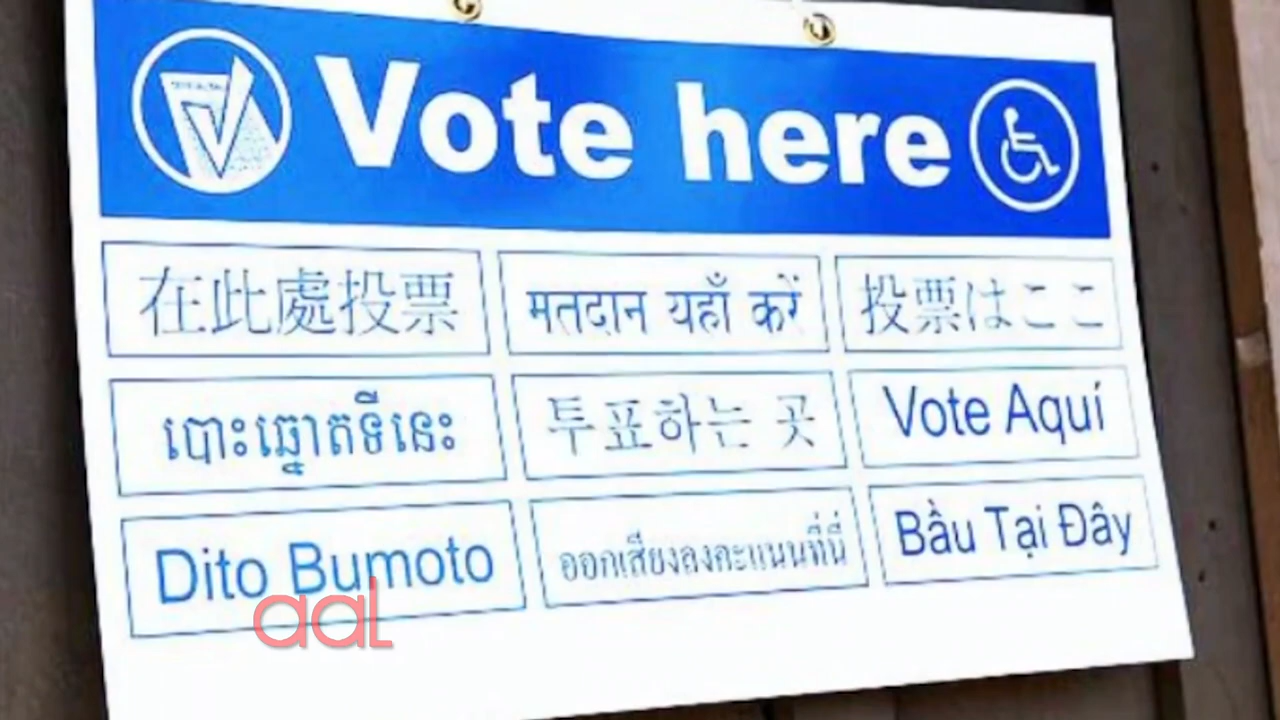 Vote here
在此處投票
मतदान यहाँ करें
投票はここ
បោះឆ្នោតទីនេះ
투표하는 곳
Vote Aquí
Dito Bumoto
ออกเสียงลงคะแนนที่นี่
Bầu Tại Đây
aaL